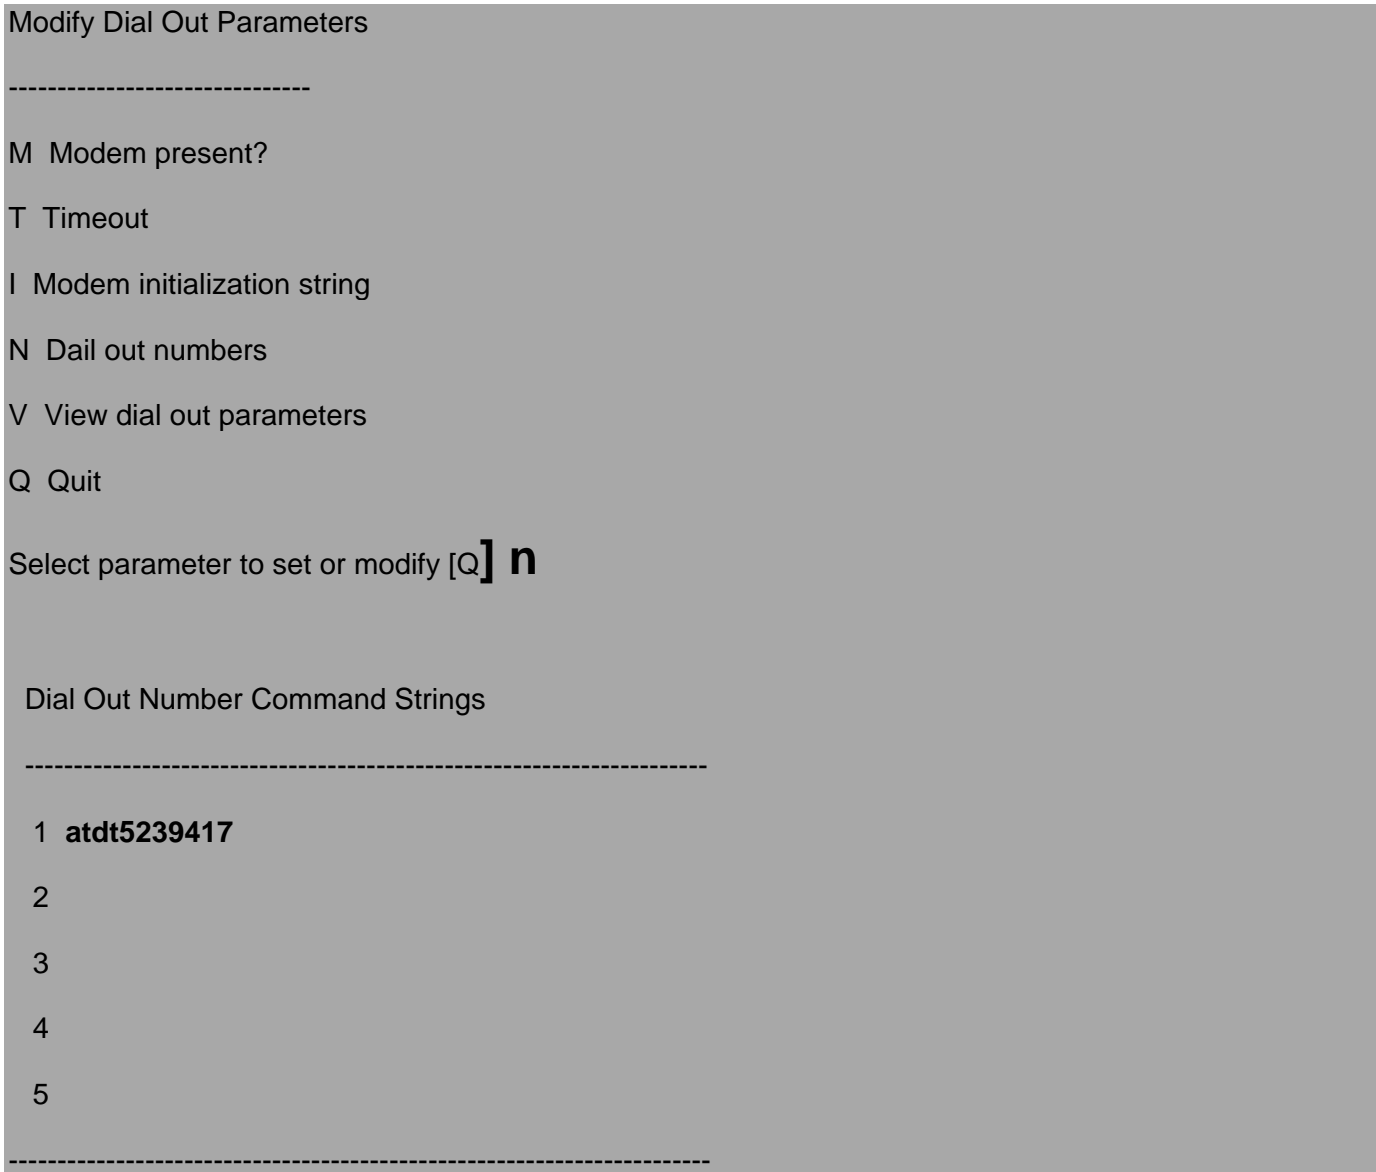 Modify Dial Out Parameters
-------------------------------
M  Modem present?
T  Timeout
I  Modem initialization string
N  Dail out numbers
V  View dial out parameters
Q  Quit
Select parameter to set or modify [Q] n
Dial Out Number Command Strings
----------------------------------------------------------------------
1  atdt5239417
2
3
4
5
------------------------------------------------------------------------